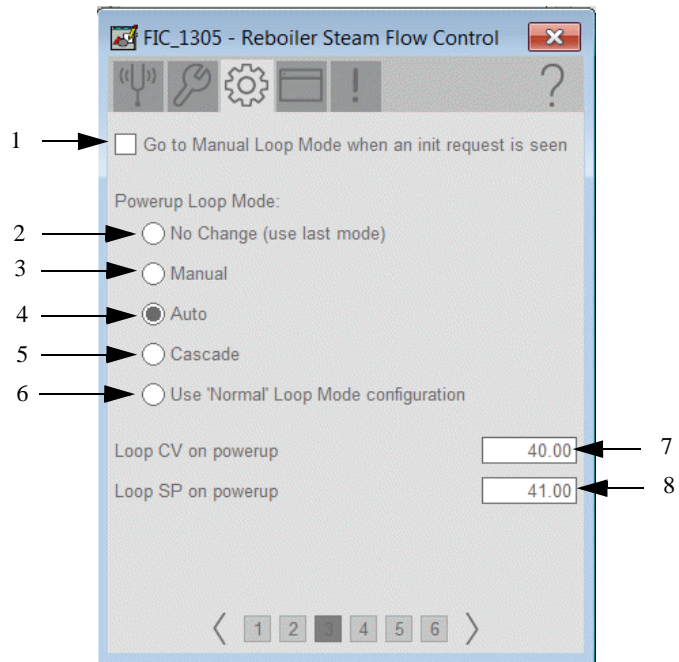 FIC_1305 - Reboiler Steam Flow Control
?
1 Go to Manual Loop Mode when an init request is seen
Powerup Loop Mode:
2 No Change (use last mode)
3 Manual
4 Auto
5 Cascade
6 Use 'Normal' Loop Mode configuration
Loop CV on powerup 40.00 7
Loop SP on powerup 41.00 8
1 2 3 4 5 6